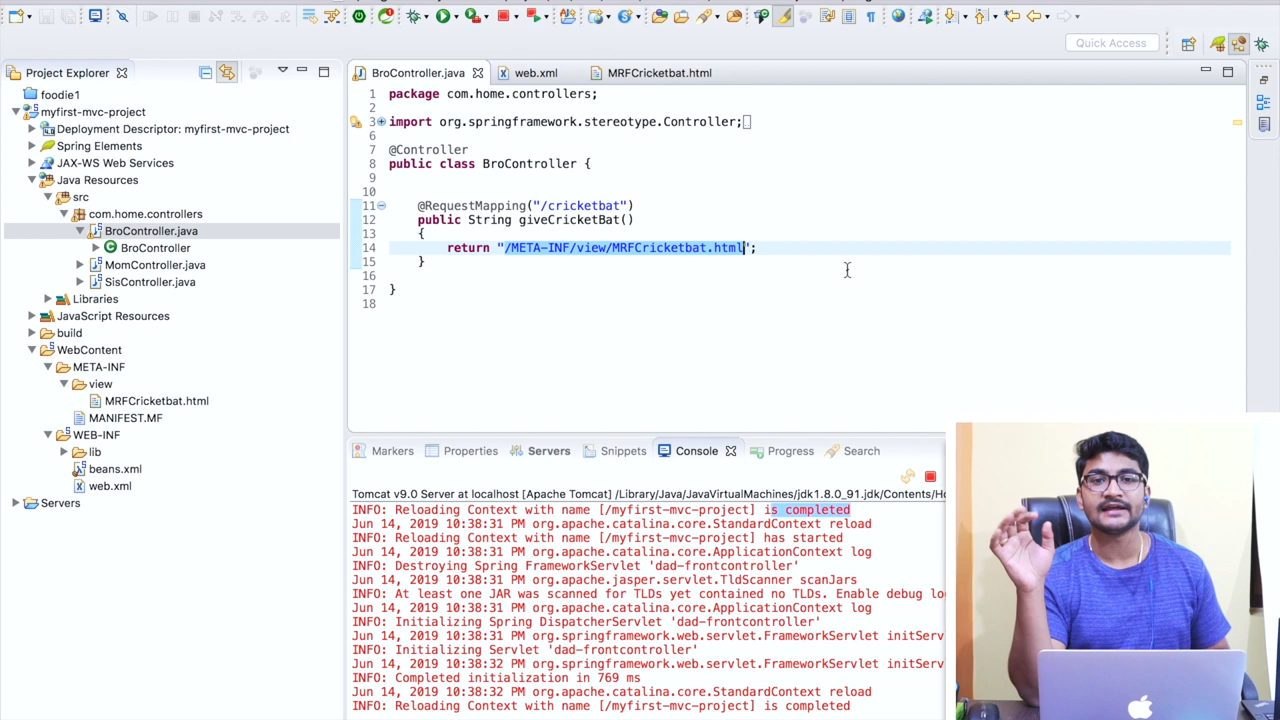 Quick Access
Project Explorer
foodie1
myfirst-mvc-project
Deployment Descriptor: myfirst-mvc-project
Spring Elements
JAX-WS Web Services
Java Resources
src
com.home.controllers
BroController.java
BroController
MomController.java
SisController.java
Libraries
JavaScript Resources
build
WebContent
META-INF
view
MRFCricketbat.html
MANIFEST.MF
WEB-INF
lib
beans.xml
web.xml
Servers
BroController.java web.xml MRFCricketbat.html
1 package com.home.controllers;
2
3 import org.springframework.stereotype.Controller;
6
7 @Controller
8 public class BroController {
9
10
11 @RequestMapping("/cricketbat")
12 public String giveCricketBat()
13 {
14 return "/META-INF/view/MRFCricketbat.html";
15 }
16
17 }
18
Markers Properties Servers Snippets Console Progress Search
Tomcat v9.0 Server at localhost [Apache Tomcat] /Library/Java/JavaVirtualMachines/jdk1.8.0_91.jdk/Contents/Ho
INFO: Reloading Context with name [/myfirst-mvc-project] is completed
Jun 14, 2019 10:38:31 PM org.apache.catalina.core.StandardContext reload
INFO: Reloading Context with name [/myfirst-mvc-project] has started
Jun 14, 2019 10:38:31 PM org.apache.catalina.core.ApplicationContext log
INFO: Destroying Spring FrameworkServlet 'dad-frontcontroller'
Jun 14, 2019 10:38:31 PM org.apache.jasper.servlet.TldScanner scanJars
INFO: At least one JAR was scanned for TLDs yet contained no TLDs. Enable debug lo
Jun 14, 2019 10:38:31 PM org.apache.catalina.core.ApplicationContext log
INFO: Initializing Spring DispatcherServlet 'dad-frontcontroller'
Jun 14, 2019 10:38:31 PM org.springframework.web.servlet.FrameworkServlet initServ
INFO: Initializing Servlet 'dad-frontcontroller'
Jun 14, 2019 10:38:32 PM org.springframework.web.servlet.FrameworkServlet initServ
INFO: Completed initialization in 769 ms
Jun 14, 2019 10:38:32 PM org.apache.catalina.core.StandardContext reload
INFO: Reloading Context with name [/myfirst-mvc-project] is completed